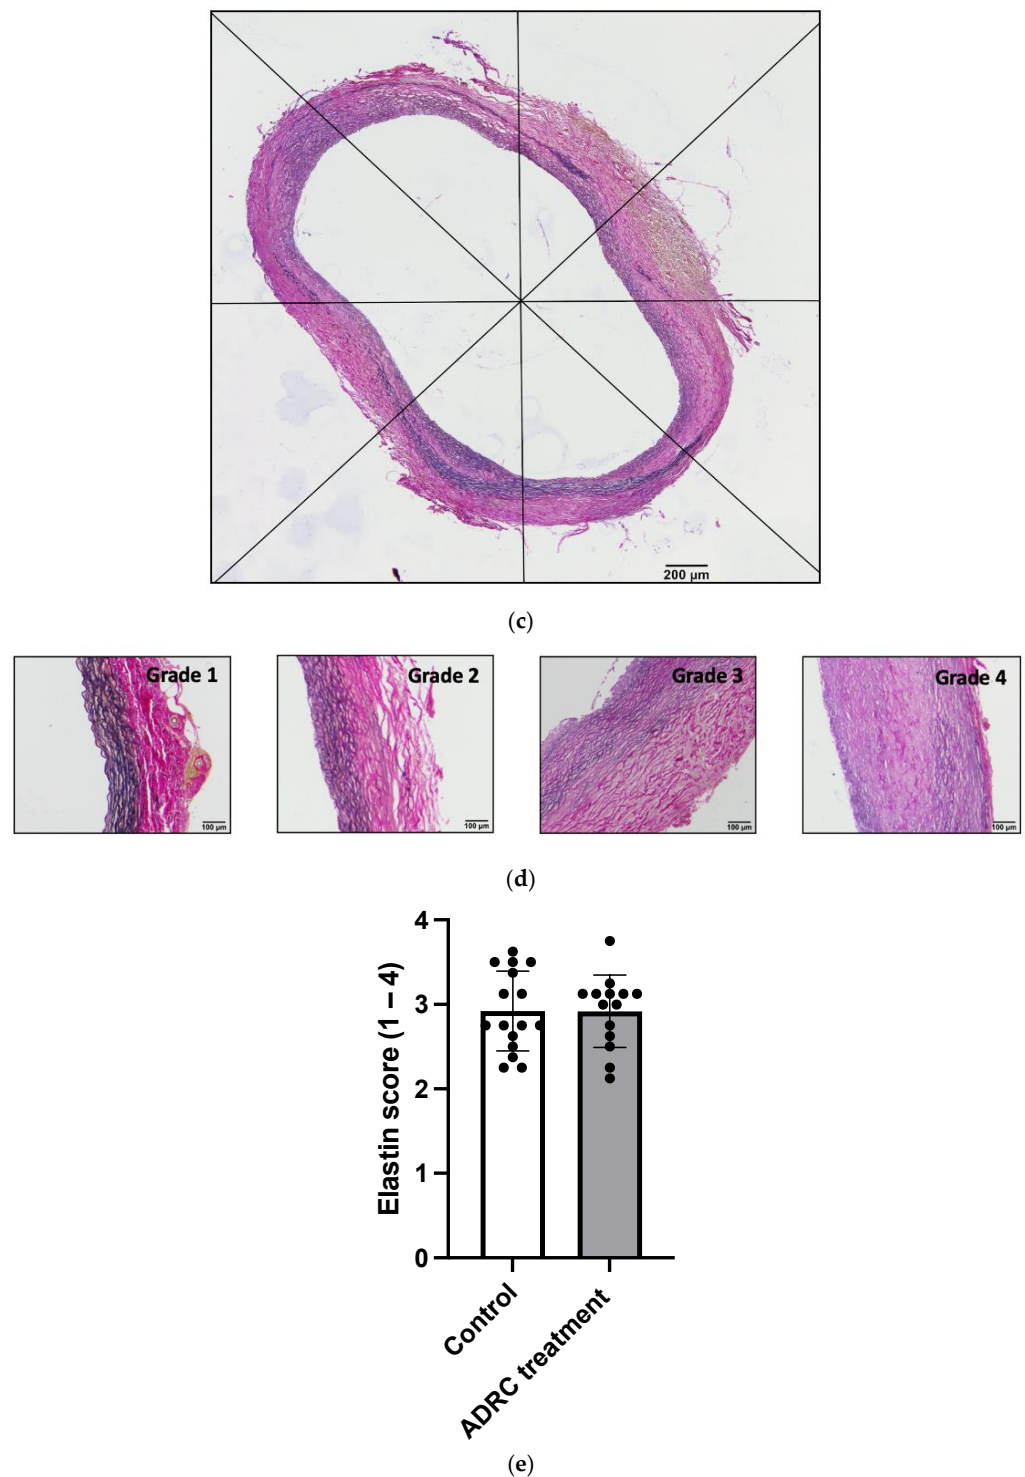 200 μm
(c)
Grade 1
Grade 2
Grade 3
Grade 4
100 μm
100 μm
100 μm
100 μm
(d)
Elastin score (1 – 4)
4
3
2
1
0
Control
ADRC treatment
(e)